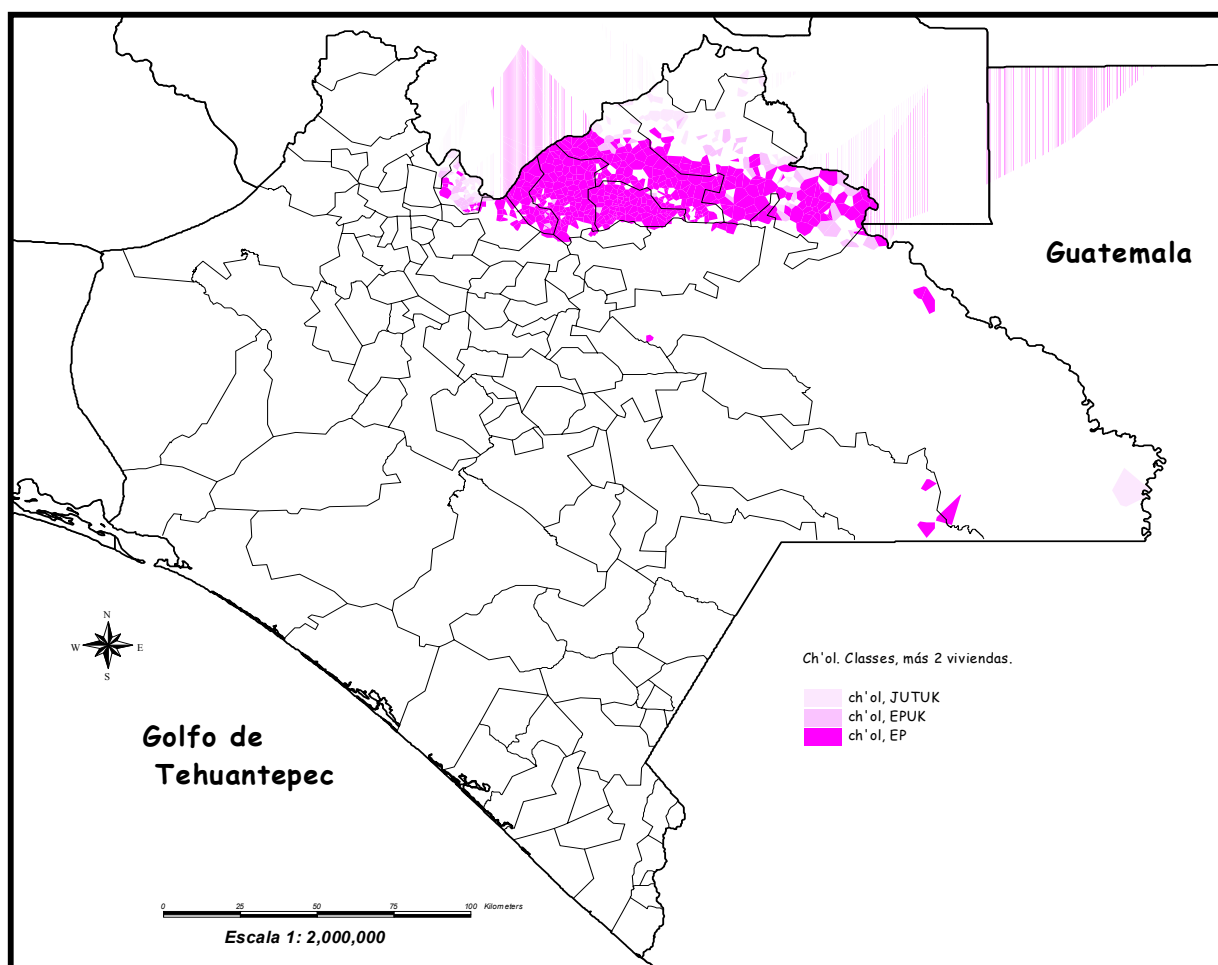 Guatemala
N
W E
S
Ch'ol. Classes, más 2 viviendas.
ch'ol, JUTUK
ch'ol, EPUK
ch'ol, EP
Golfo de
Tehuantepec
0 25 50 75 100 Kilometers
Escala 1: 2,000,000